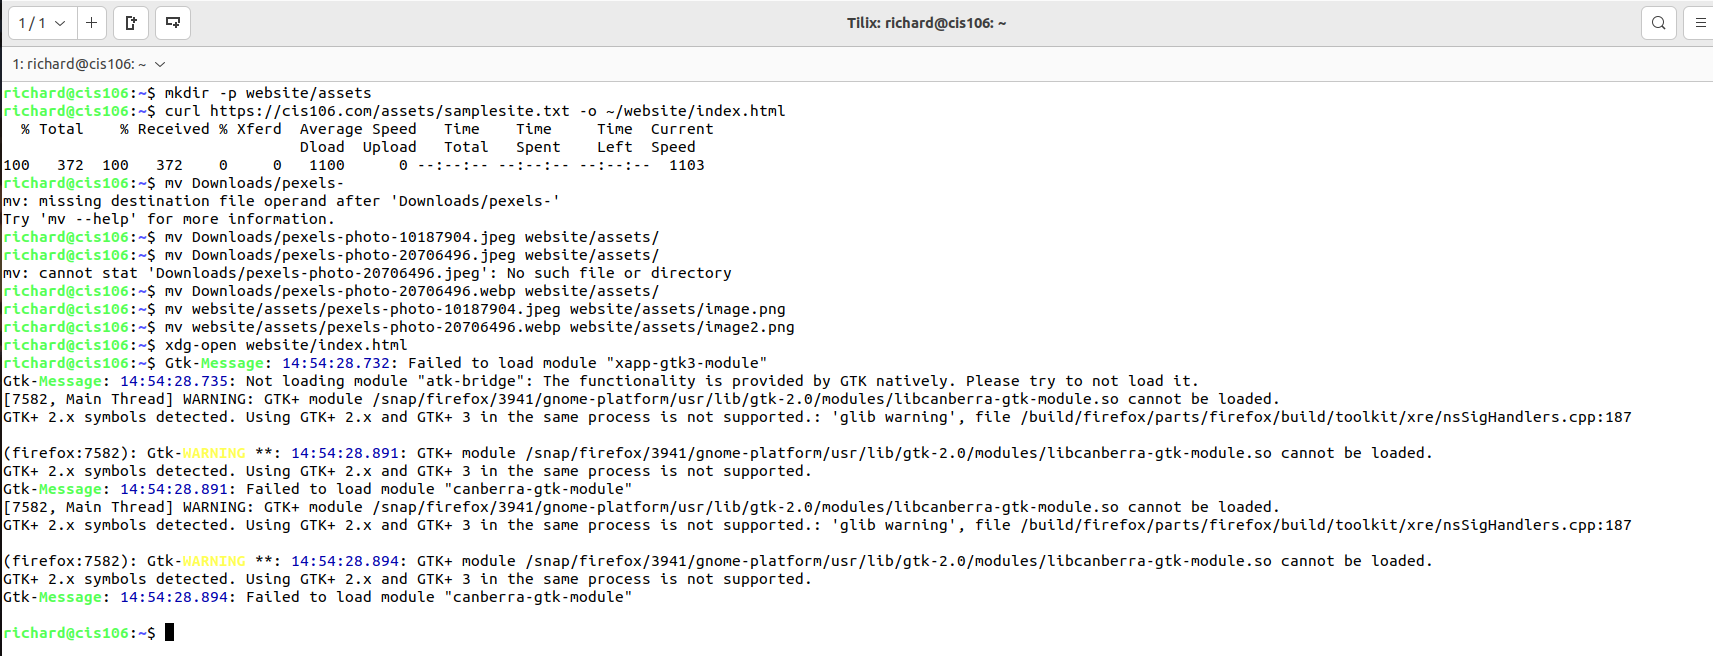 1 / 1
Tilix: richard@cis106: ~
1: richard@cis106: ~
richard@cis106:~$ mkdir -p website/assets
richard@cis106:~$ curl https://cis106.com/assets/samplesite.txt -o ~/website/index.html
  % Total    % Received % Xferd  Average Speed   Time    Time     Time  Current
                                 Dload  Upload   Total   Spent    Left  Speed
100   372  100   372    0     0   1100      0 --:--:-- --:--:-- --:--:--  1103
richard@cis106:~$ mv Downloads/pexels-
mv: missing destination file operand after 'Downloads/pexels-'
Try 'mv --help' for more information.
richard@cis106:~$ mv Downloads/pexels-photo-10187904.jpeg website/assets/
richard@cis106:~$ mv Downloads/pexels-photo-20706496.jpeg website/assets/
mv: cannot stat 'Downloads/pexels-photo-20706496.jpeg': No such file or directory
richard@cis106:~$ mv Downloads/pexels-photo-20706496.webp website/assets/
richard@cis106:~$ mv website/assets/pexels-photo-10187904.jpeg website/assets/image.png
richard@cis106:~$ mv website/assets/pexels-photo-20706496.webp website/assets/image2.png
richard@cis106:~$ xdg-open website/index.html
richard@cis106:~$ Gtk-Message: 14:54:28.732: Failed to load module "xapp-gtk3-module"
Gtk-Message: 14:54:28.735: Not loading module "atk-bridge": The functionality is provided by GTK natively. Please try to not load it.
[7582, Main Thread] WARNING: GTK+ module /snap/firefox/3941/gnome-platform/usr/lib/gtk-2.0/modules/libcanberra-gtk-module.so cannot be loaded.
GTK+ 2.x symbols detected. Using GTK+ 2.x and GTK+ 3 in the same process is not supported.: 'glib warning', file /build/firefox/parts/firefox/build/toolkit/xre/nsSigHandlers.cpp:187
(firefox:7582): Gtk-WARNING **: 14:54:28.891: GTK+ module /snap/firefox/3941/gnome-platform/usr/lib/gtk-2.0/modules/libcanberra-gtk-module.so cannot be loaded.
GTK+ 2.x symbols detected. Using GTK+ 2.x and GTK+ 3 in the same process is not supported.
Gtk-Message: 14:54:28.891: Failed to load module "canberra-gtk-module"
[7582, Main Thread] WARNING: GTK+ module /snap/firefox/3941/gnome-platform/usr/lib/gtk-2.0/modules/libcanberra-gtk-module.so cannot be loaded.
GTK+ 2.x symbols detected. Using GTK+ 2.x and GTK+ 3 in the same process is not supported.: 'glib warning', file /build/firefox/parts/firefox/build/toolkit/xre/nsSigHandlers.cpp:187
(firefox:7582): Gtk-WARNING **: 14:54:28.894: GTK+ module /snap/firefox/3941/gnome-platform/usr/lib/gtk-2.0/modules/libcanberra-gtk-module.so cannot be loaded.
GTK+ 2.x symbols detected. Using GTK+ 2.x and GTK+ 3 in the same process is not supported.
Gtk-Message: 14:54:28.894: Failed to load module "canberra-gtk-module"
richard@cis106:~$